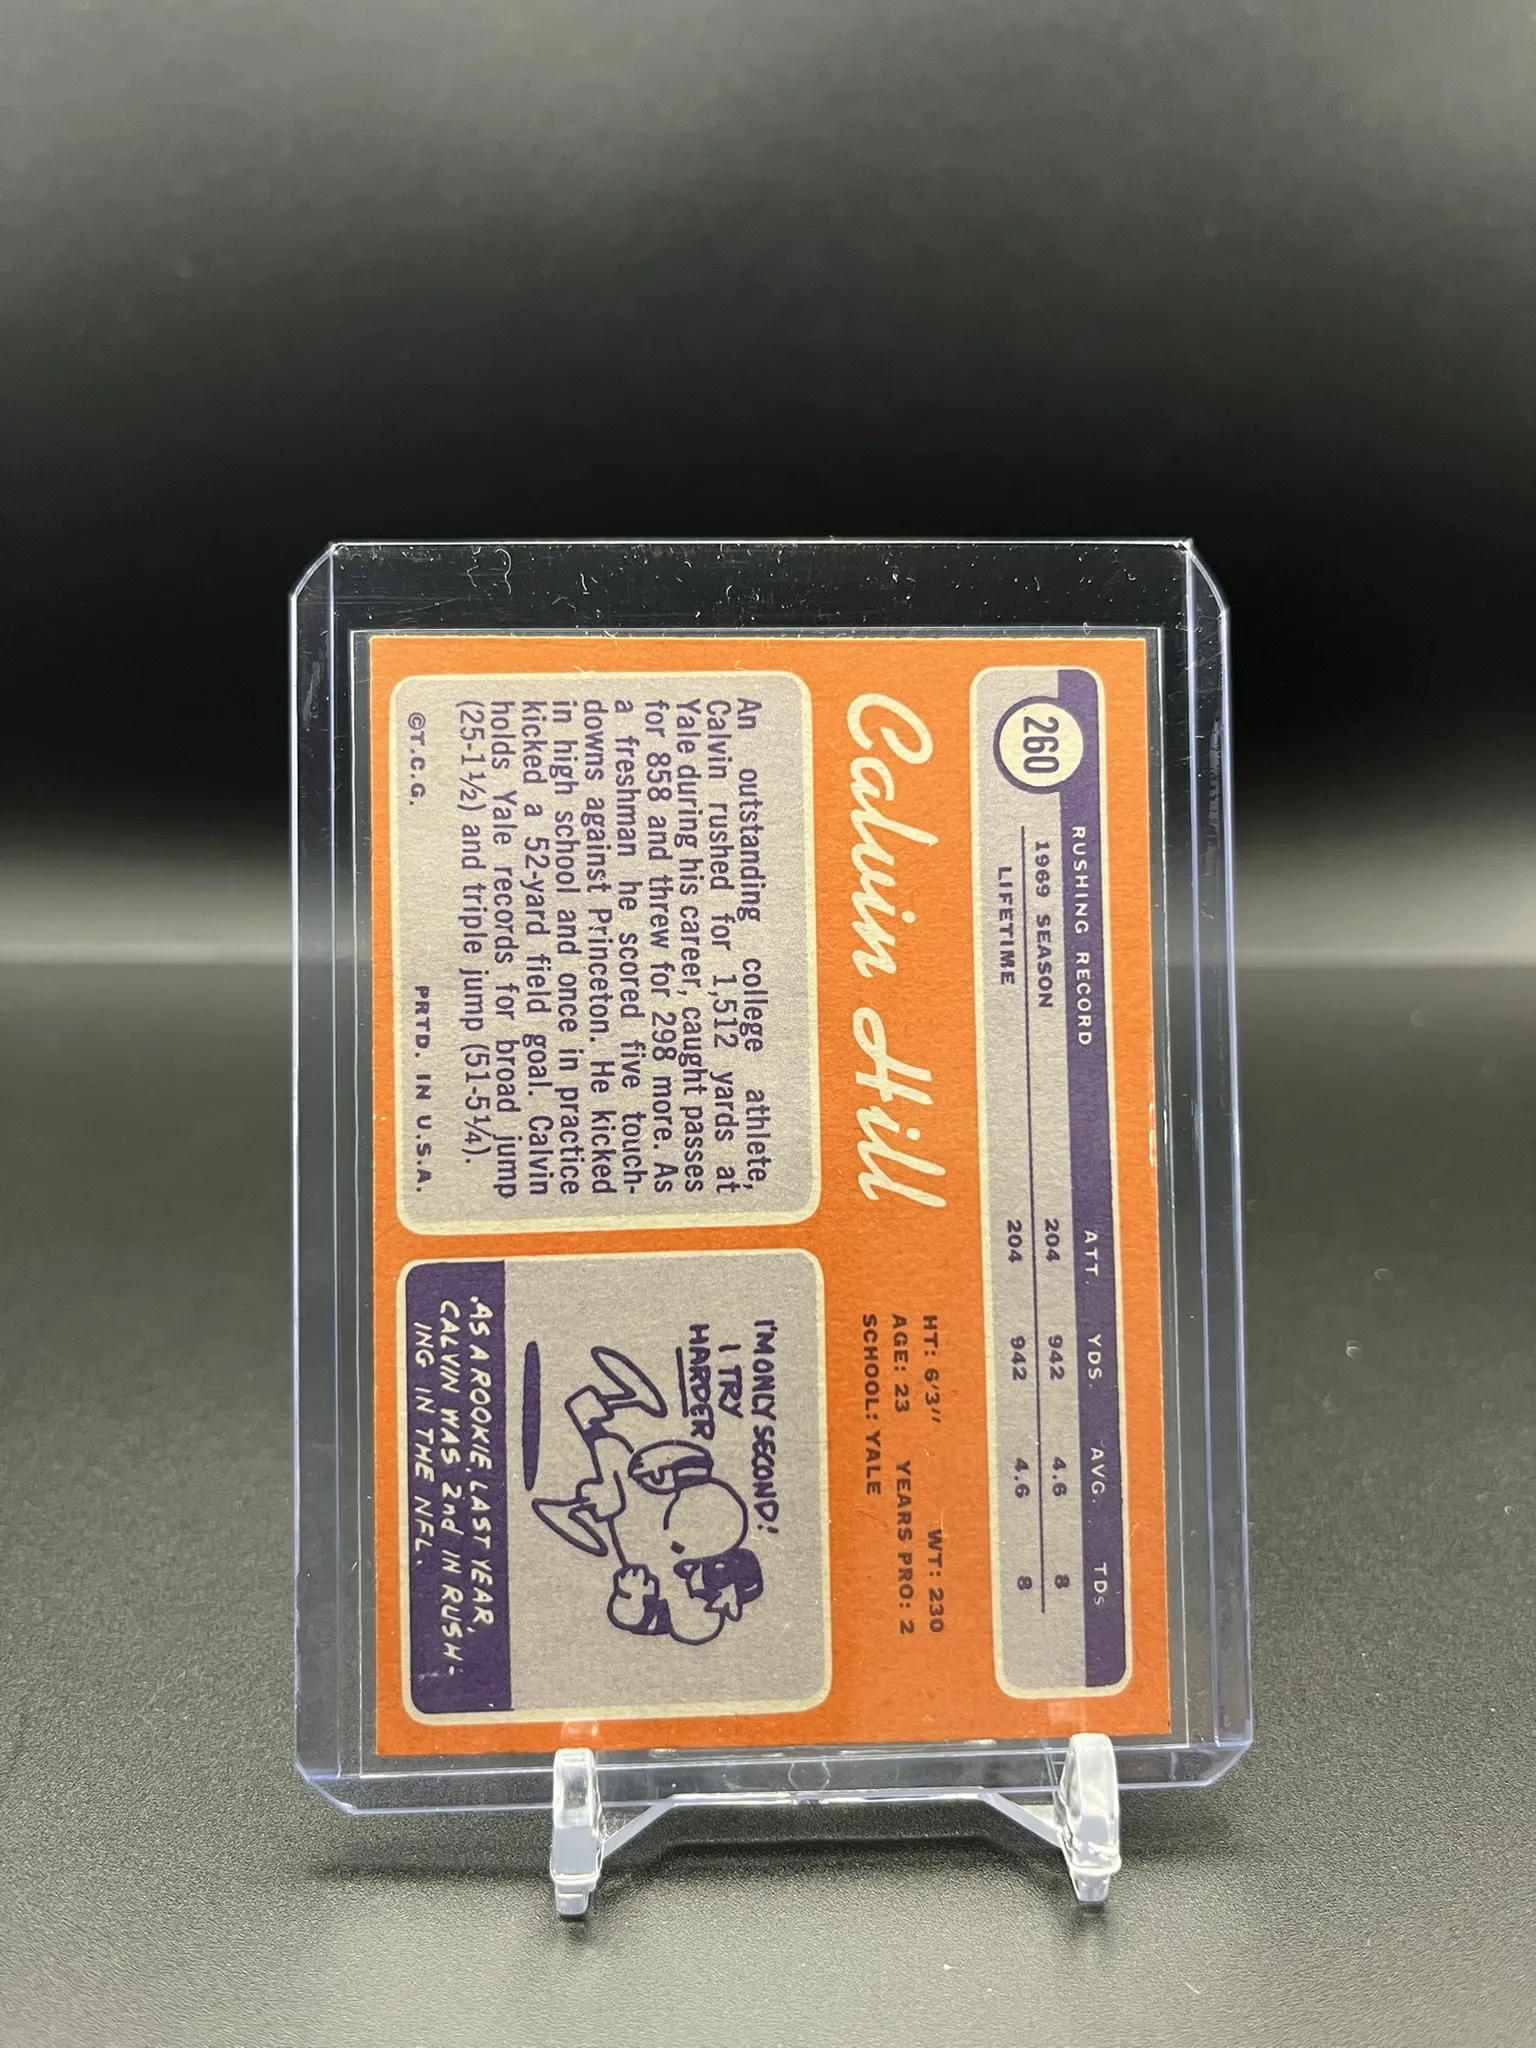 260
RUSHING RECORD ATT. YDS. AVG. TDs.
1969 SEASON 204 942 4.6 8
LIFETIME 204 942 4.6 8
Calvin Hill
HT: 6'3" WT: 230
AGE: 23 YEARS PRO: 2
SCHOOL: YALE
An outstanding college athlete,
Calvin rushed for 1,512 yards at
Yale during his career, caught passes
for 858 and threw for 298 more. As
a freshman he scored five touch-
downs against Princeton. He kicked
in high school and once in practice
kicked a 52-yard field goal. Calvin
holds Yale records for broad jump
(25-1½) and triple jump (51-5¼).
©T.C.G. PRTD. IN U.S.A.
I'M ONLY SECOND!
I TRY
HARDER
AS A ROOKIE, LAST YEAR,
CALVIN WAS 2nd IN RUSH-
ING IN THE NFL.